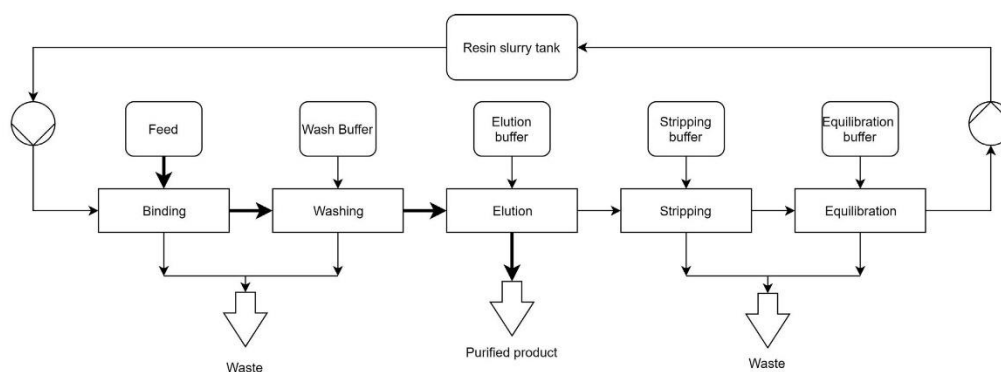 Resin slurry tank
Feed
Wash Buffer
Elution
buffer
Stripping
buffer
Equilibration
buffer
Binding
Washing
Elution
Stripping
Equilibration
Waste
Purified product
Waste